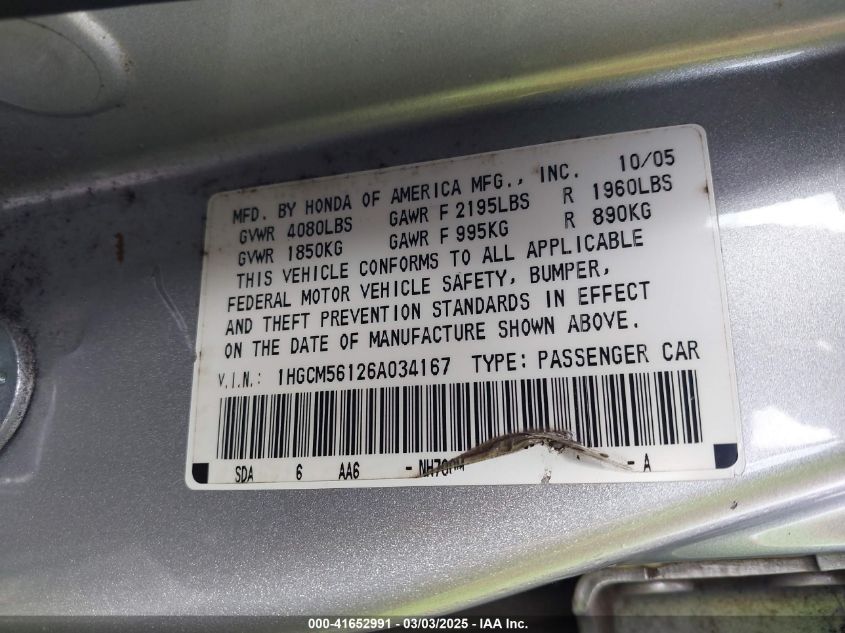 MFD. BY HONDA OF AMERICA MFG., INC. 10/05
GVWR 4080LBS GAWR F 2195LBS R 1960LBS
GVWR 1850KG GAWR F 995KG R 890KG
THIS VEHICLE CONFORMS TO ALL APPLICABLE
FEDERAL MOTOR VEHICLE SAFETY, BUMPER,
AND THEFT PREVENTION STANDARDS IN EFFECT
ON THE DATE OF MANUFACTURE SHOWN ABOVE.
V.I.N.: 1HGCM56126A034167 TYPE: PASSENGER CAR
SDA 6 AA6 - -A
000-41652991 - 03/03/2025 - IAA Inc.